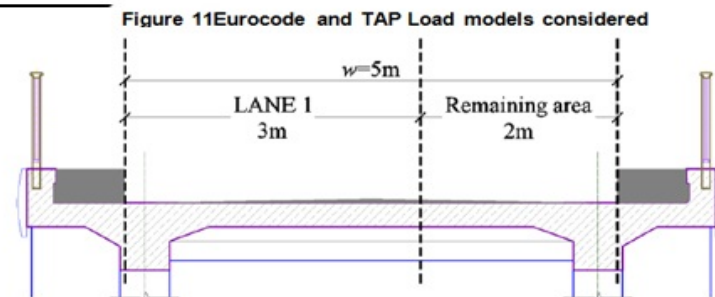 Figure 11Eurocode and TAP Load models considered
w=5m
LANE 1
3m
Remaining area
2m